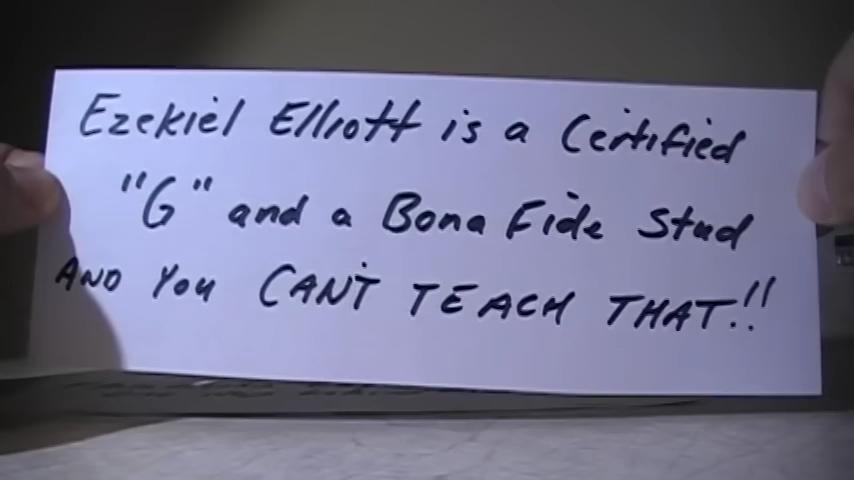 Ezekiel Elliott is a Certified
"G" and a Bona Fide Stud
AND You CAN'T TEACH THAT!!